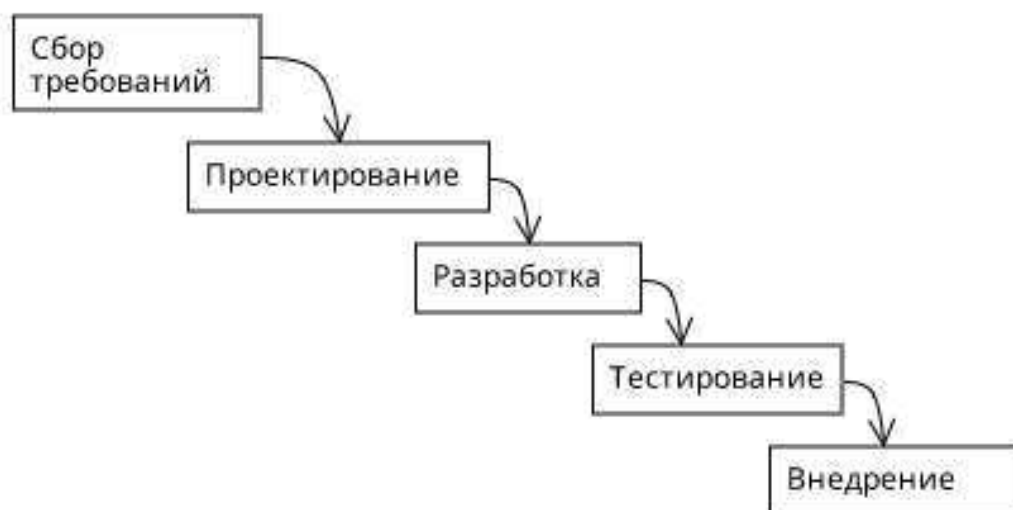 Сбор
требований
Проектирование
Разработка
Тестирование
Внедрение